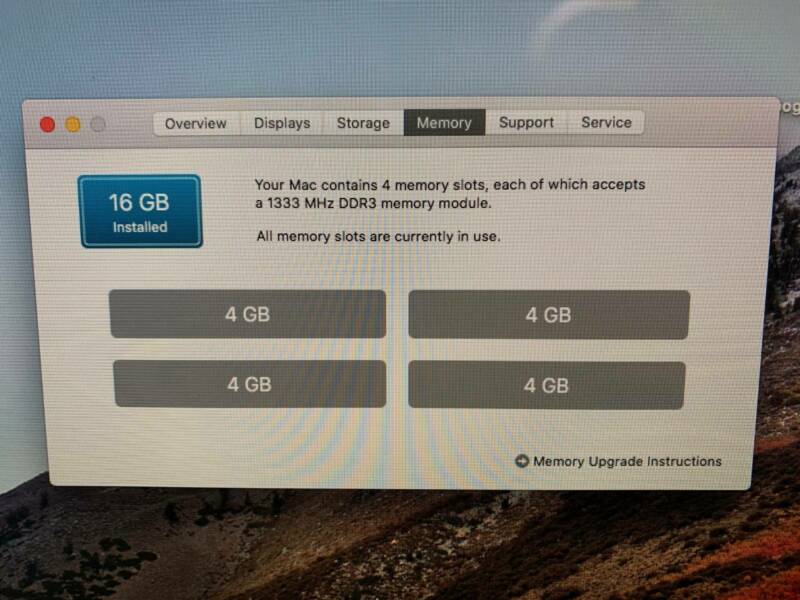 Overview Displays Storage Memory Support Service
16 GB
Installed
Your Mac contains 4 memory slots, each of which accepts
a 1333 MHz DDR3 memory module.
All memory slots are currently in use.
4 GB 4 GB
4 GB 4 GB
Memory Upgrade Instructions